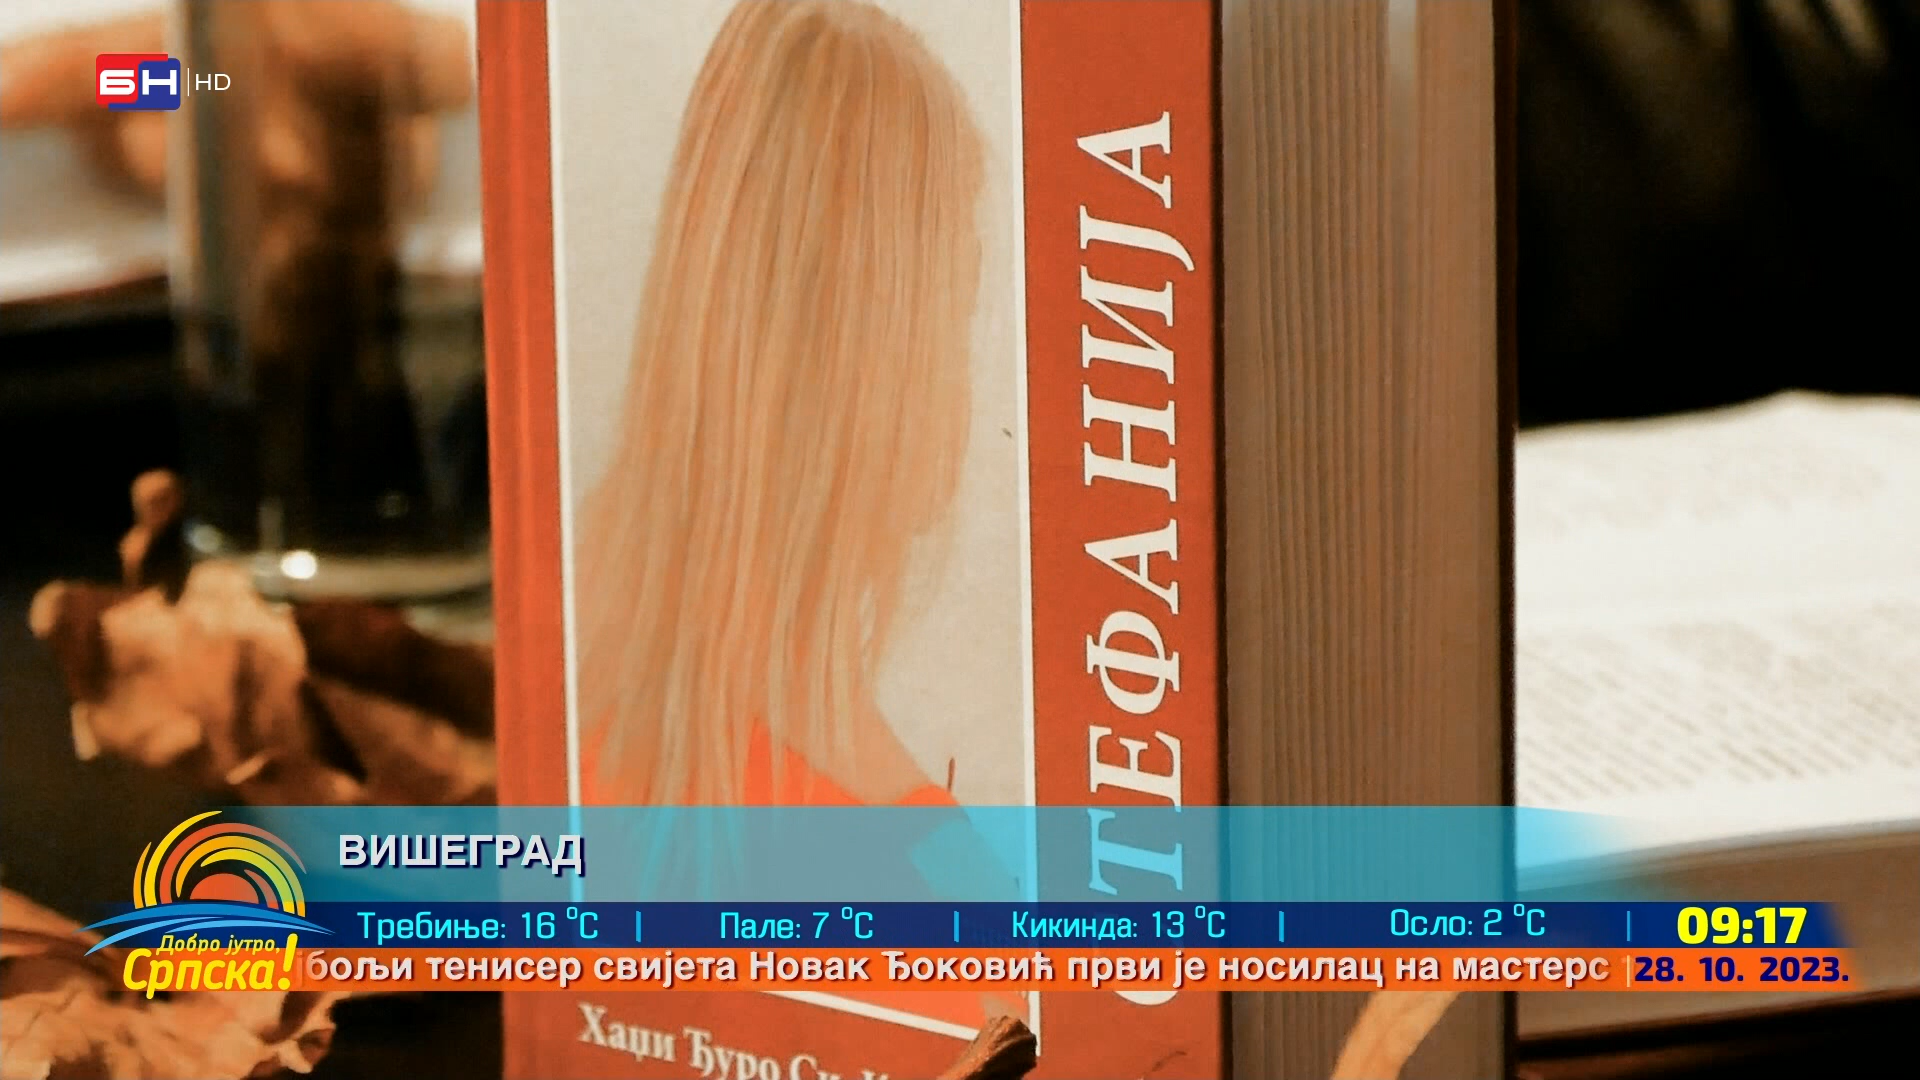 БН HD
СТЕФАНИЈА
ВИШЕГРАД
Требиње: 16 °C | Пале: 7 °C | Кикинда: 13 °C | Осло: 2 °C | 09:17
Добро јутро,
Српска!
јбољи тенисер свијета Новак Ђоковић први је носилац на мастерс
28. 10. 2023.
Хаџи Ђуро